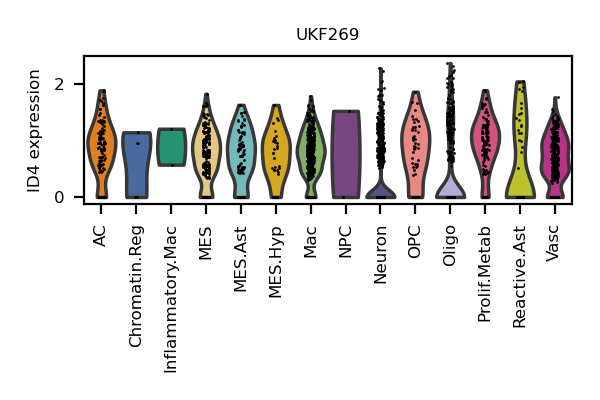 UKF269
ID4 expression
2
0
AC
Chromatin.Reg
Inflammatory.Mac
MES
MES.Ast
MES.Hyp
Mac
NPC
Neuron
OPC
Oligo
Prolif.Metab
Reactive.Ast
Vasc